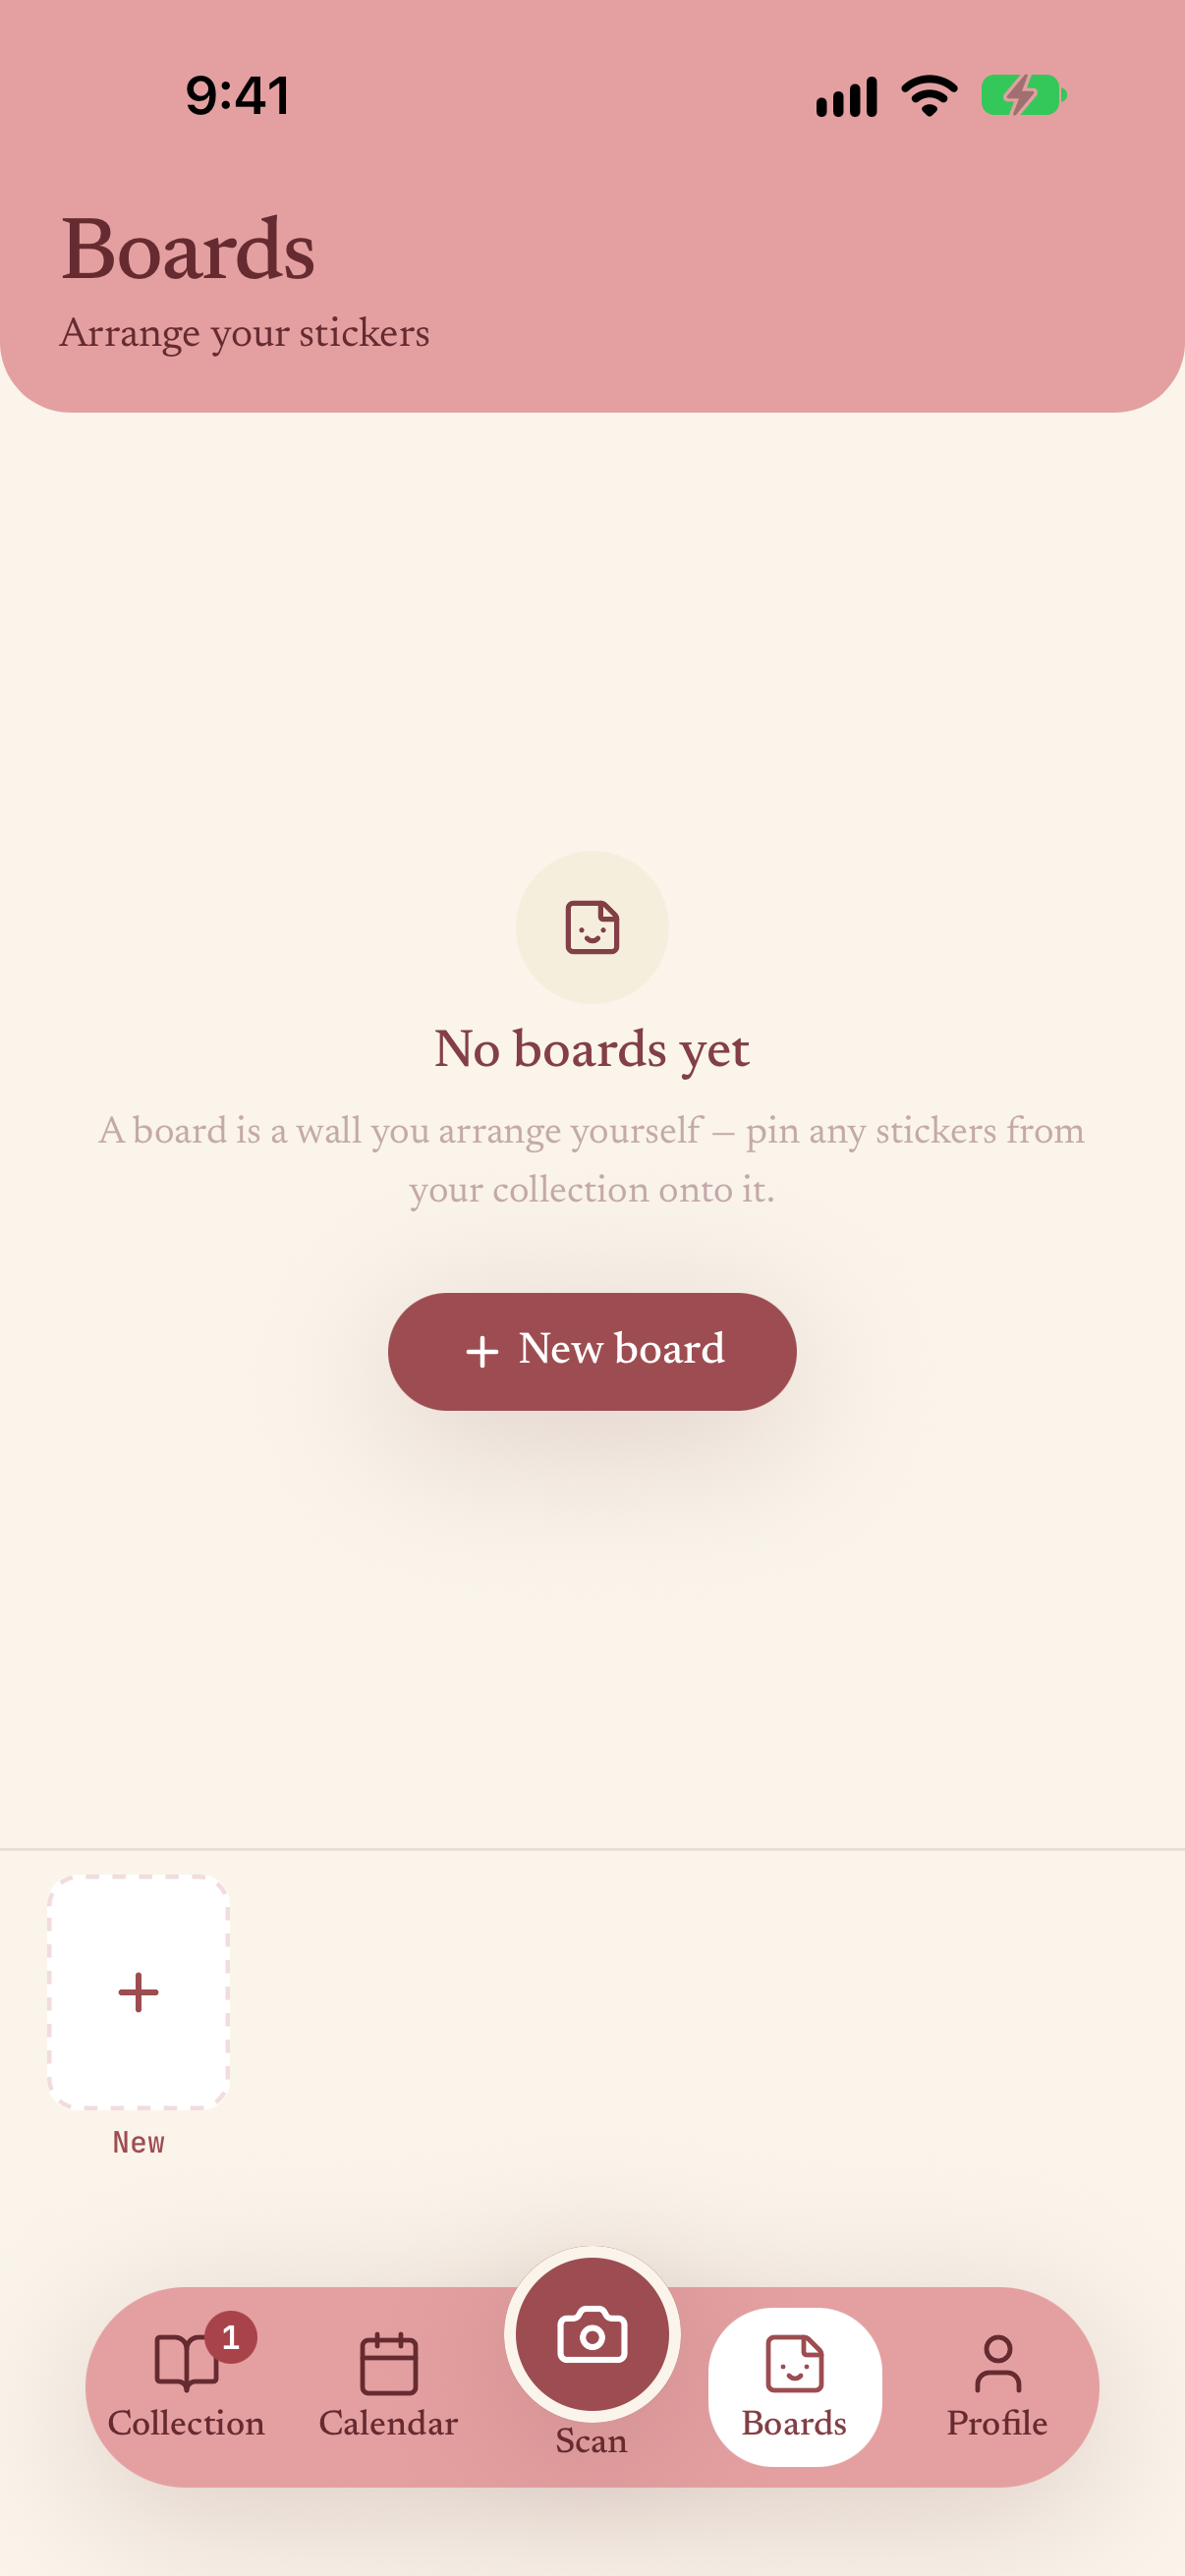 9:41
Boards
Arrange your stickers
No boards yet
A board is a wall you arrange yourself – pin any stickers from
your collection onto it.
+ New board
+
New
1
Collection
Calendar
Scan
Boards
Profile